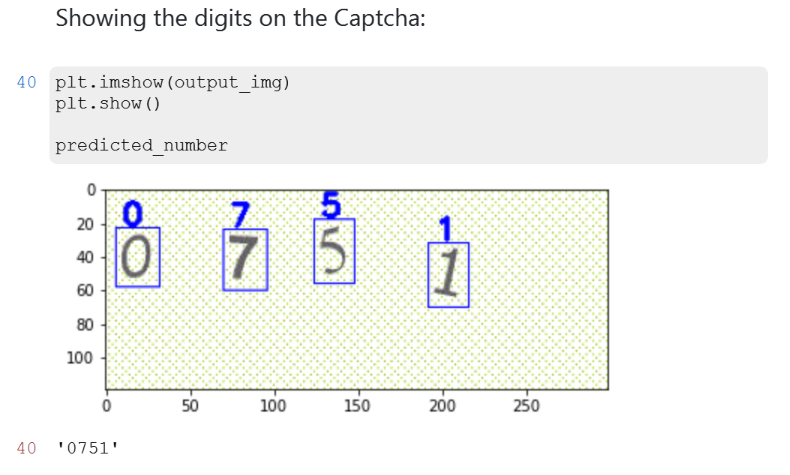 Showing the digits on the Captcha:
40 plt.imshow(output_img)
plt.show()
predicted_number
0
20
40
60
80
100
0 7 5 1
0 7 5 1
0 50 100 150 200 250
40 '0751'